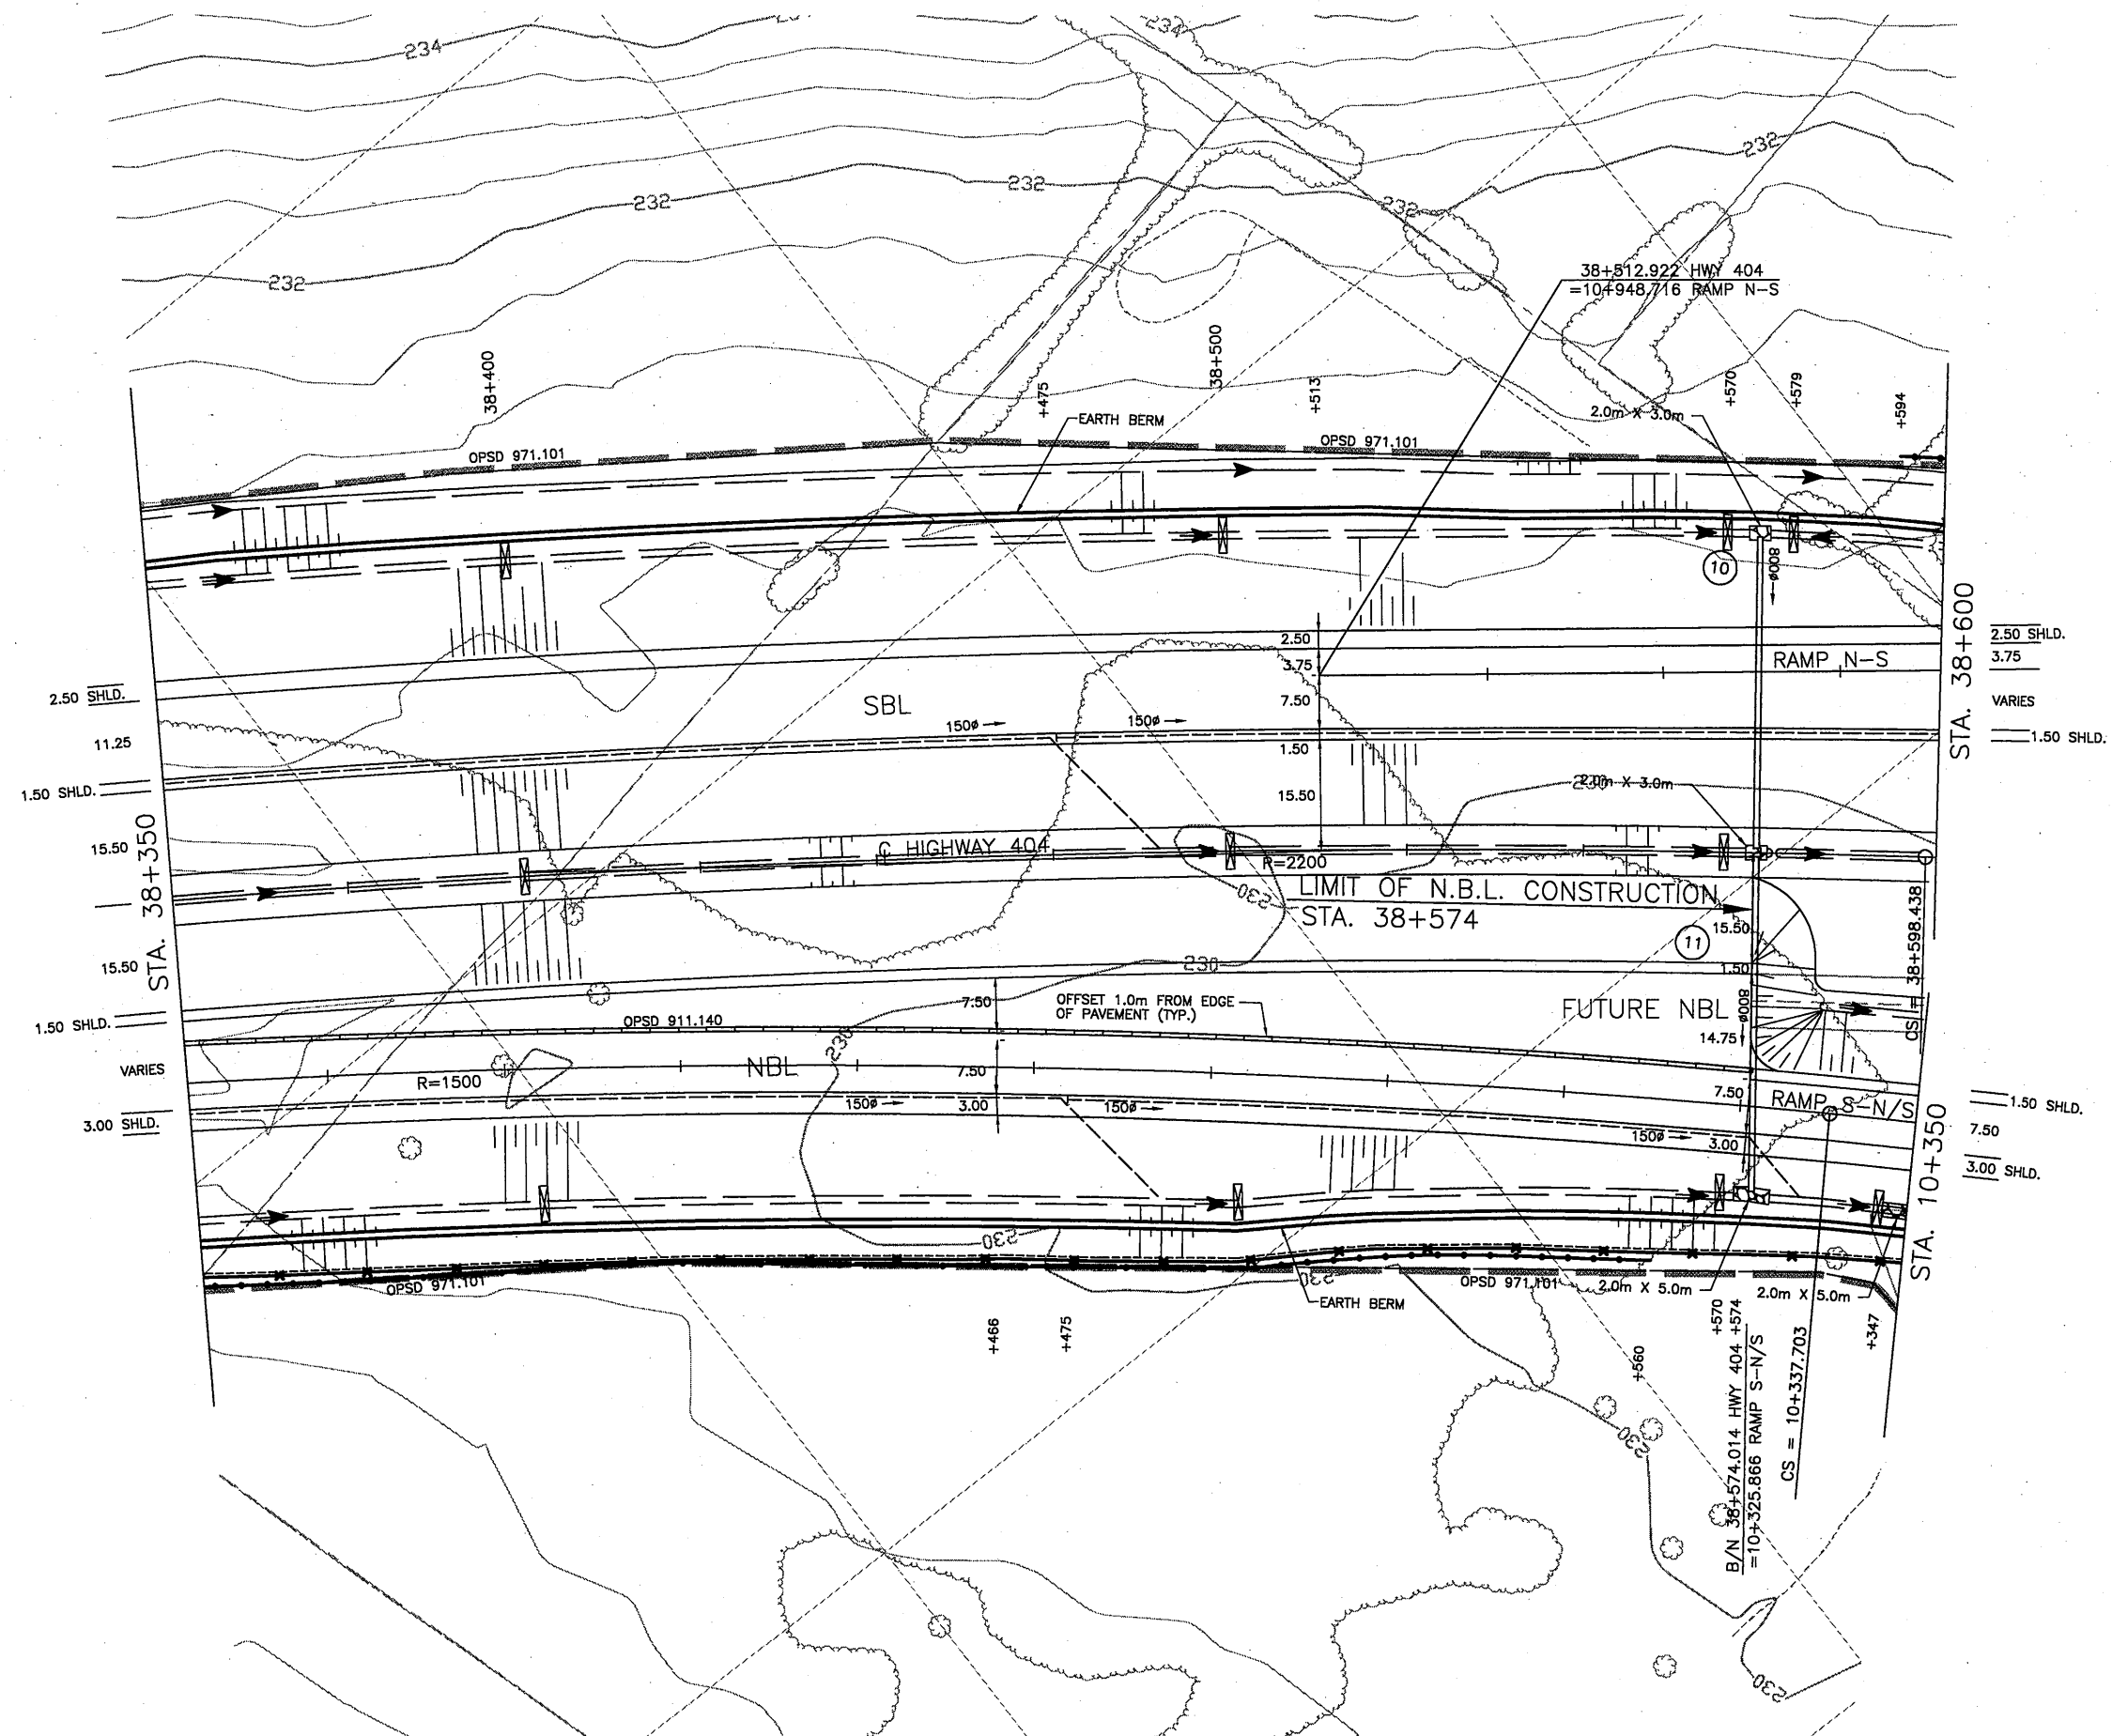 234
234
232
232
232
232
232
38+512.922 HWY 404
=10+948.716 RAMP N-S
38+400
+475
38+500
+513
+570
+579
+594
2.0m X 3.0m
EARTH BERM
OPSD 971.101
OPSD 971.101
10
800ø
STA. 38+600
2.50 SHLD.
3.75
VARIES
1.50 SHLD.
RAMP N-S
2.50
3.75
7.50
1.50
15.50
2.50 SHLD.
11.25
1.50 SHLD.
15.50
STA. 38+350
15.50
1.50 SHLD.
VARIES
3.00 SHLD.
SBL
150ø
150ø
230
2.0m X 3.0m
℄ HIGHWAY 404
R=2200
230
LIMIT OF N.B.L. CONSTRUCTION
STA. 38+574
15.50
11
1.50
CS = 38+598.438
230
7.50
OFFSET 1.0m FROM EDGE
OF PAVEMENT (TYP.)
FUTURE NBL
800ø
14.75
OPSD 911.140
230
NBL
R=1500
7.50
150ø
3.00
150ø
7.50
RAMP S-N/S
150ø
3.00
1.50 SHLD.
7.50
3.00 SHLD.
STA. 10+350
230
230
OPSD 971.101
OPSD 971.101
2.0m X 5.0m
2.0m X 5.0m
EARTH BERM
+466
+475
+560
+570
+574
+347
B/N 38+574.014 HWY 404
=10+325.866 RAMP S-N/S
CS = 10+337.703
230
230